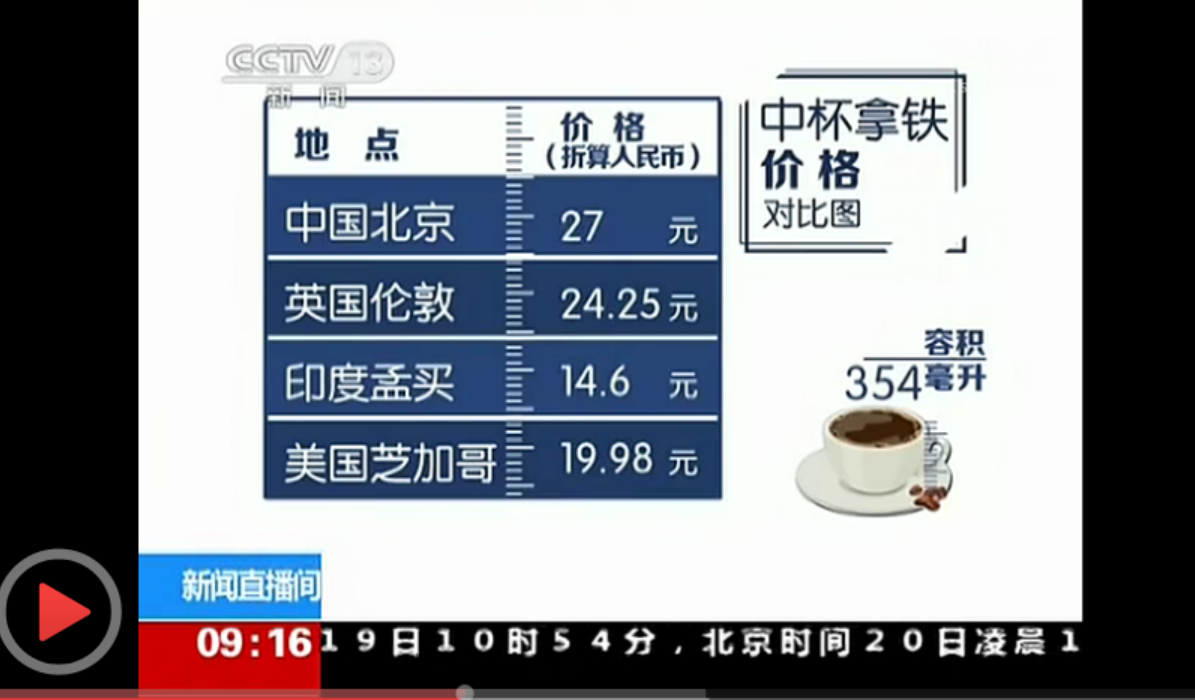 CCTV 13
新闻
地点
价格
(折算人民币)
中国北京 27 元
英国伦敦 24.25 元
印度孟买 14.6 元
美国芝加哥 19.98 元
中杯拿铁
价格
对比图
容积
354毫升
新闻直播间
09:16 19日10时54分，北京时间20日凌晨1